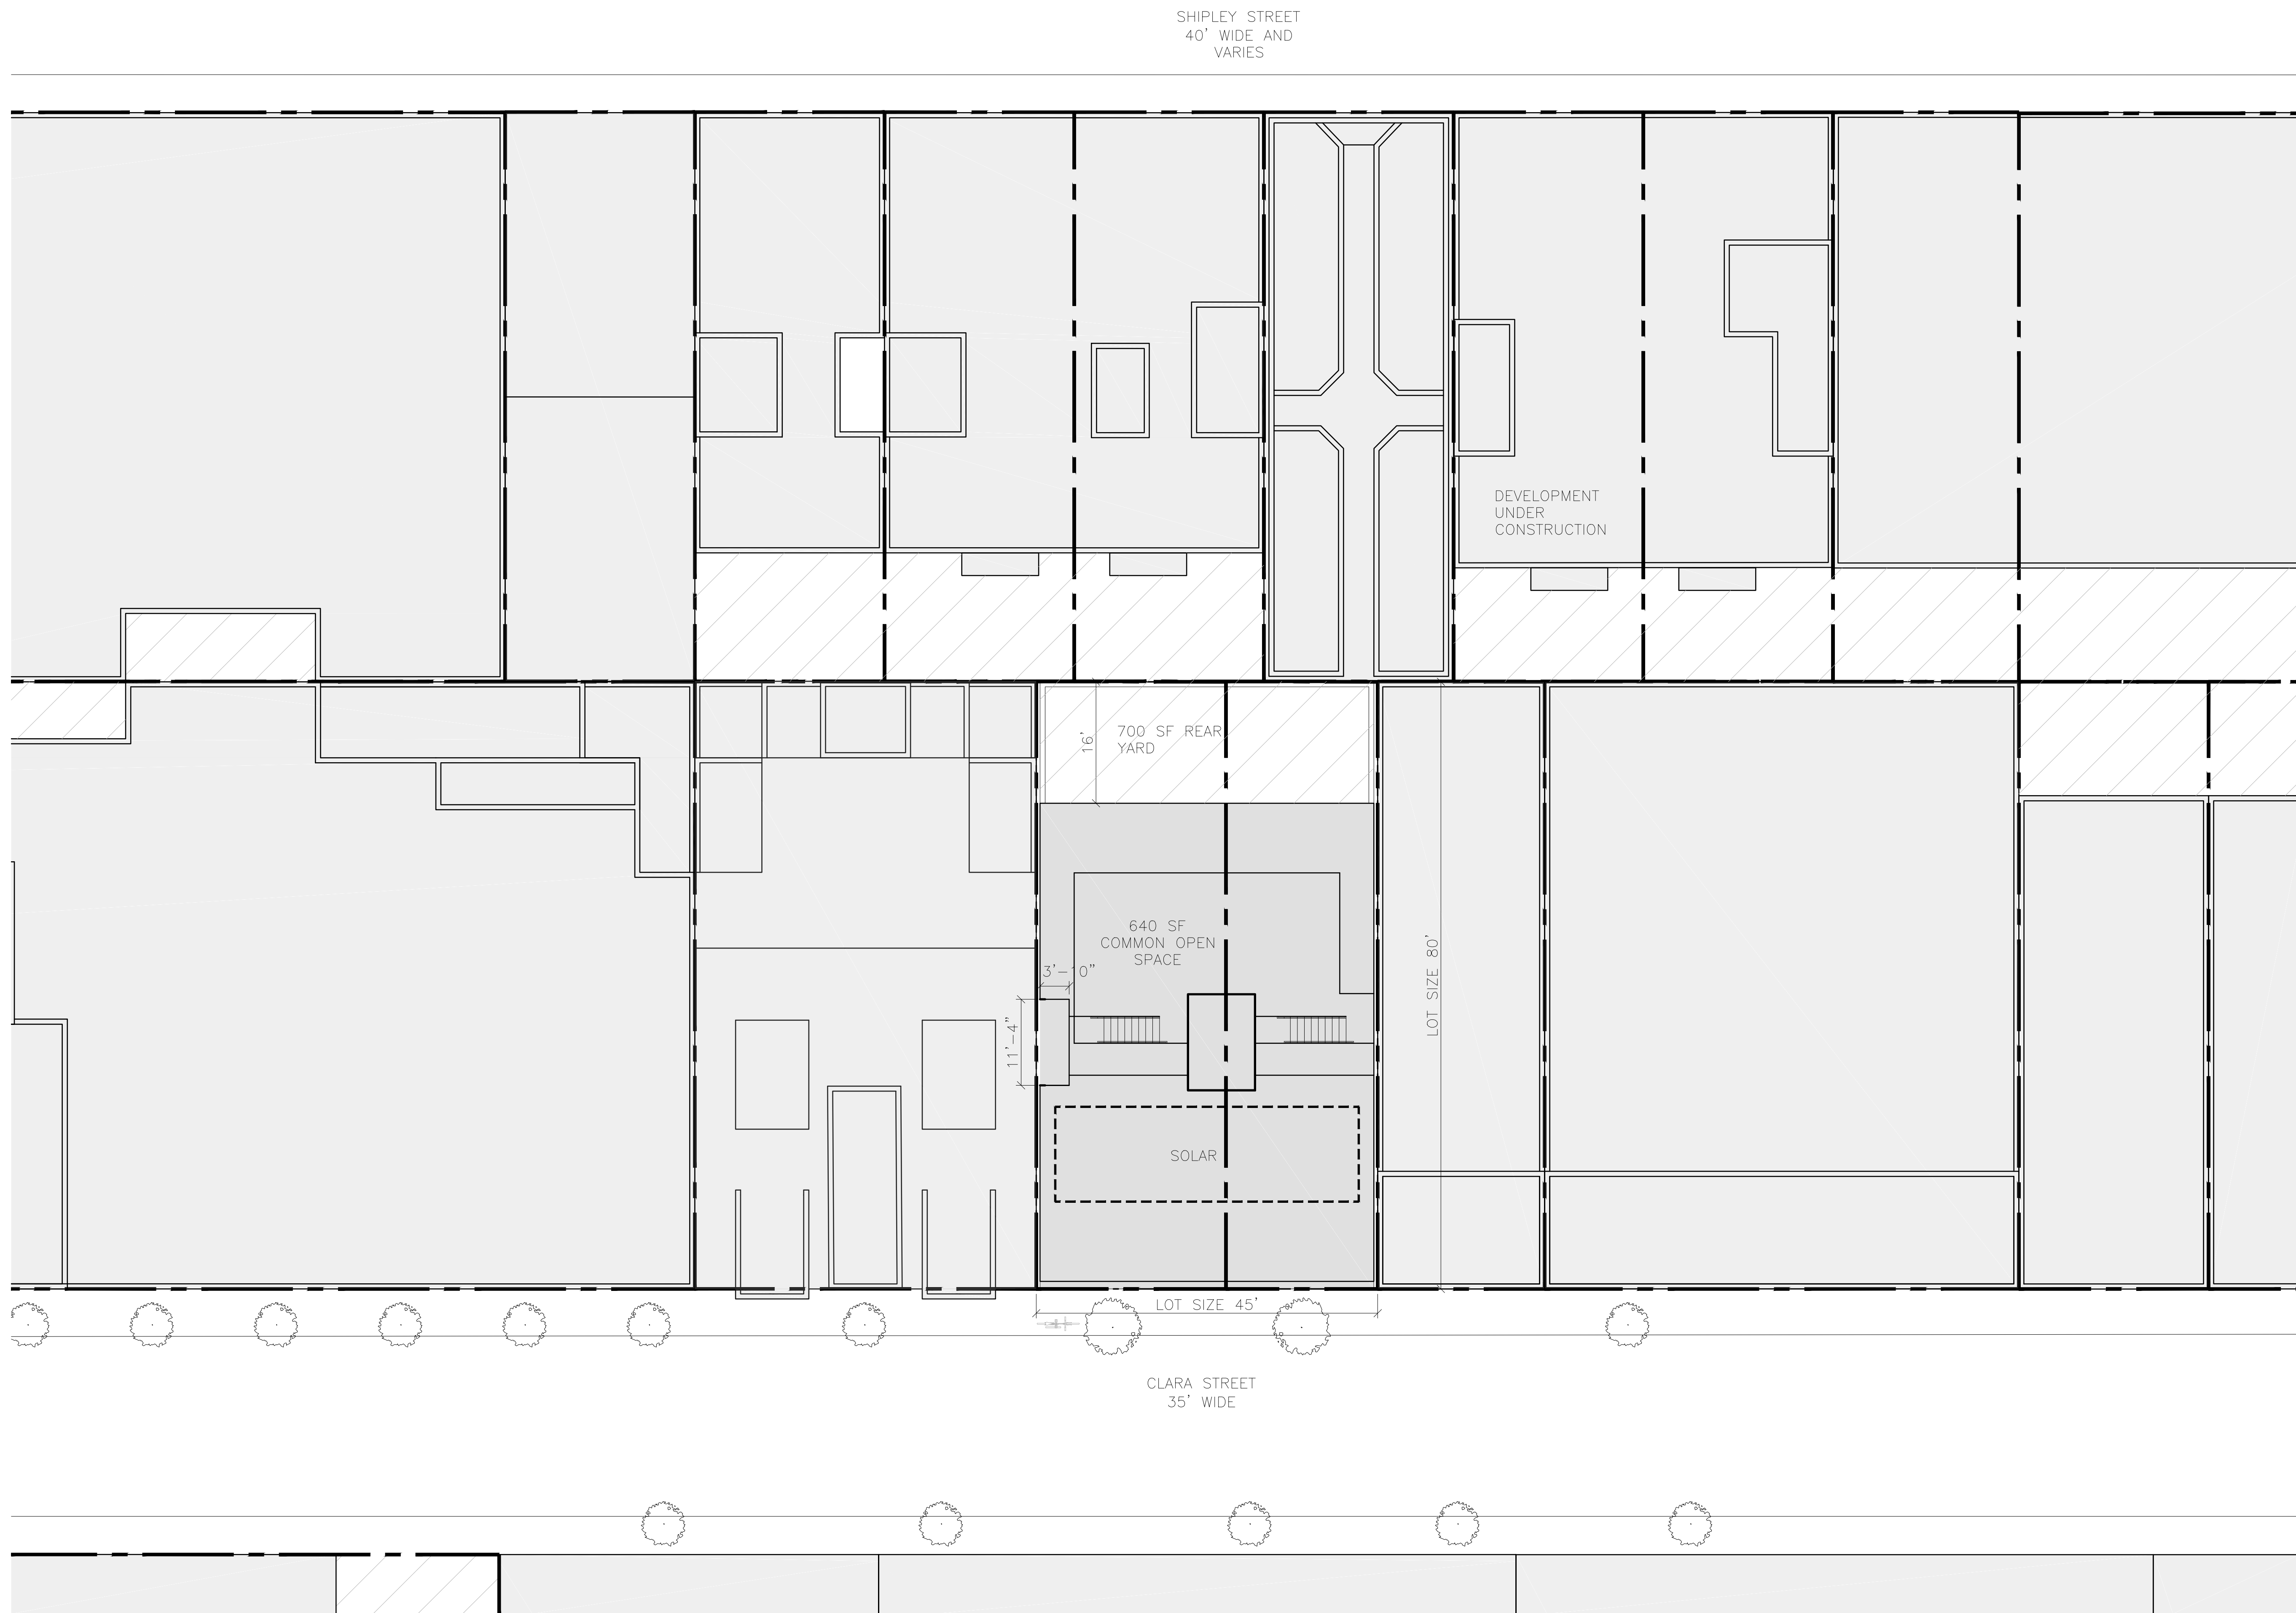 SHIPLEY STREET
40' WIDE AND
VARIES
DEVELOPMENT
UNDER
CONSTRUCTION
16'
700 SF REAR
YARD
640 SF
COMMON OPEN
SPACE
3'-10"
11'-4"
LOT SIZE 80'
SOLAR
LOT SIZE 45'
CLARA STREET
35' WIDE